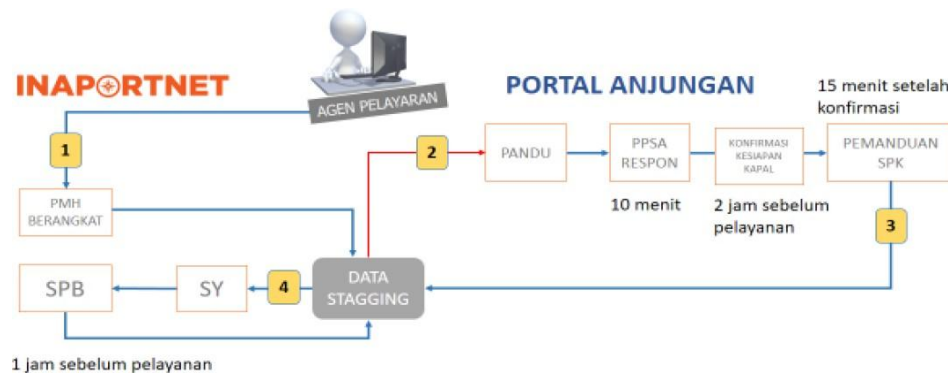 INAPORTNET
AGEN PELAYARAN
PORTAL ANJUNGAN
15 menit setelah
konfirmasi
1
2
PANDU
PPSA
RESPON
KONFIRMASI
KESIAPAN
KAPAL
PEMANDUAN
SPK
PMH
BERANGKAT
10 menit
2 jam sebelum
pelayanan
3
SPB
SY
4
DATA
STAGGING
1 jam sebelum pelayanan